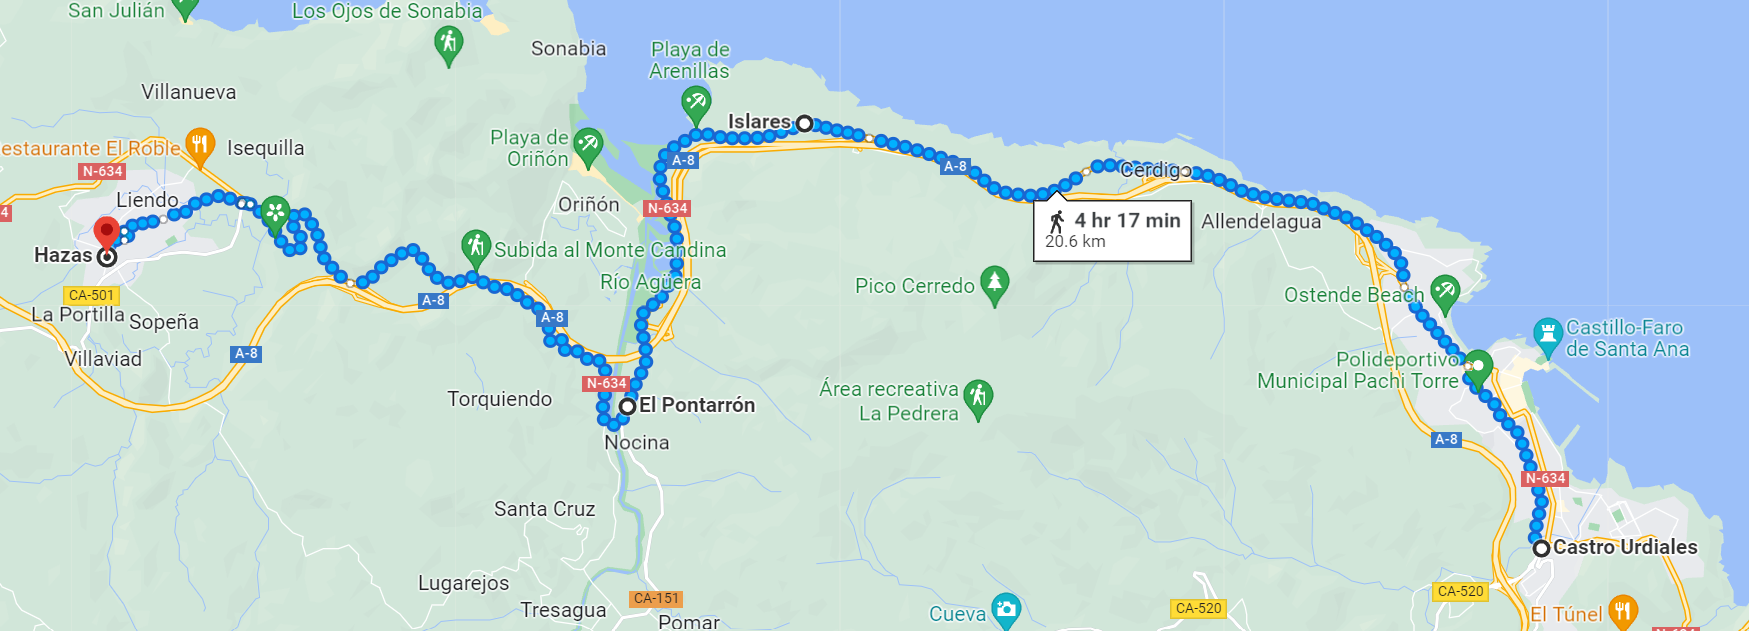 San Julián
Los Ojos de Sonabia
Sonabia
Playa de
Arenillas
Villanueva
Islares
estaurante El Roble
Isequilla
Playa de
Oriñón
A-8
A-8
N-634
Cerdigo
Liendo
Oriñón
N-634
4
4 hr 17 min
20.6 km
Allendelagua
Hazas
Subida al Monte Candina
Río Agüera
Pico Cerredo
Ostende Beach
CA-501
A-8
La Portilla
Sopeña
A-8
Castillo-Faro
de Santa Ana
Villaviad
A-8
Polideportivo
Municipal Pachi Torre
N-634
Torquiendo
El Pontarrón
Área recreativa
La Pedrera
Nocina
A-8
N-634
Santa Cruz
Castro Urdiales
Lugarejos
CA-151
CA-520
CA-520
Tresagua
Pomar
Cueva
El Túnel